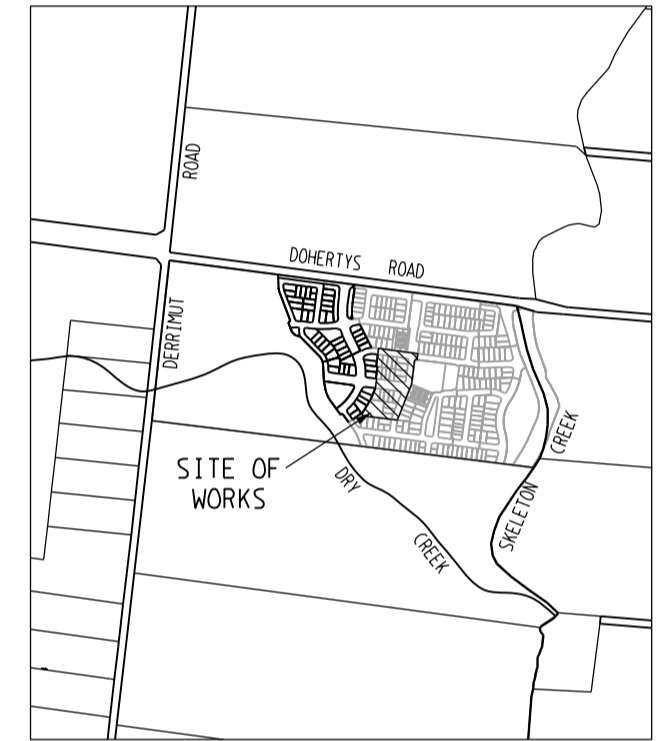 ROAD
DOHERTYS ROAD
DERRIMUT
SITE OF
WORKS
DRY
CREEK
SKELETON
CREEK